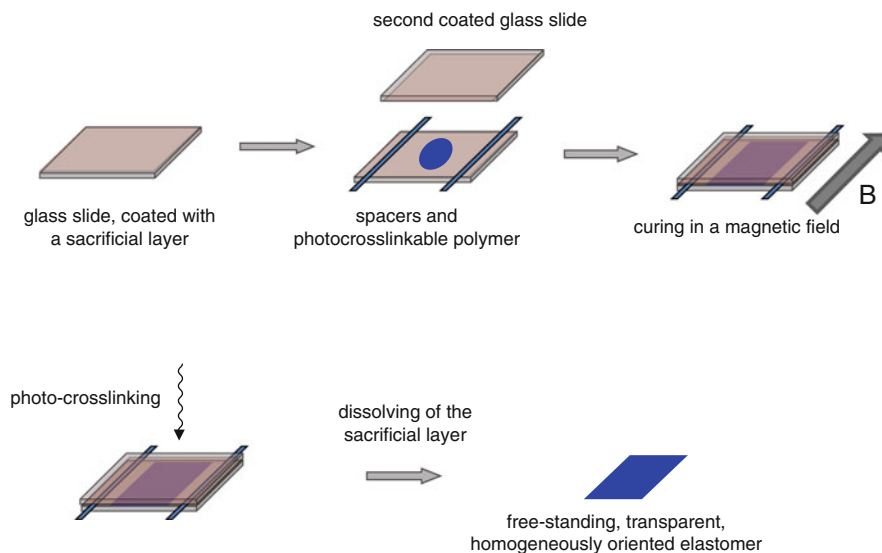 second coated glass slide
glass slide, coated with
a sacrificial layer
spacers and
photocrosslinkable polymer
B
curing in a magnetic field
photo-crosslinking
dissolving of the
sacrificial layer
free-standing, transparent,
homogeneously oriented elastomer